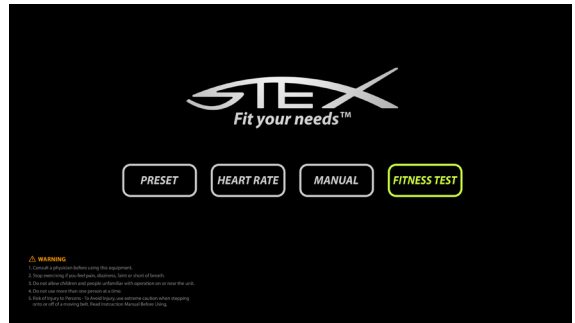 STEX
Fit your needs™
PRESET
HEART RATE
MANUAL
FITNESS TEST
⚠ WARNING
1. Consult a physician before using this equipment.
2. Stop exercising if you feel pain, dizziness, faint or short of breath.
3. Do not allow children and people unfamiliar with operation on or near the unit.
4. Do not use more than one person at a time.
5. Risk of Injury to Persons - To Avoid Injury, use extreme caution when stepping
onto or off of a moving belt. Read Instruction Manual Before Using.